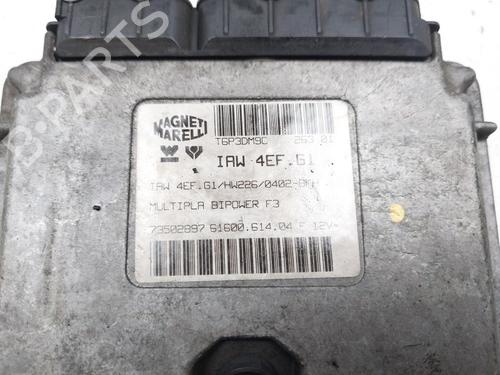 MAGNETI
MARELLI
T6P3DM9C 263 01
IAW 4EF.G1
IAW 4EF.G1/HW226/0402-
MULTIPLA BIPOWER F3
73502897 61600.614.04 F 12V
B-PARTS